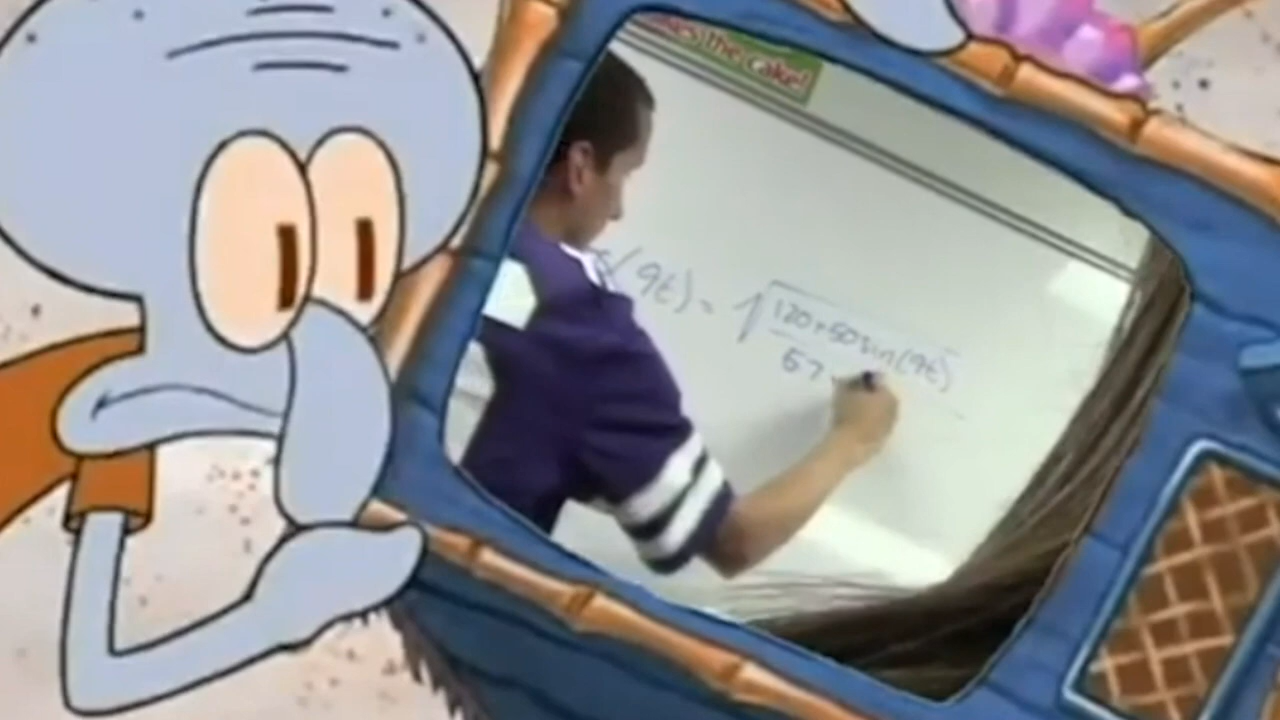 the cake!
(9t) = √120+50sin(9t)
57